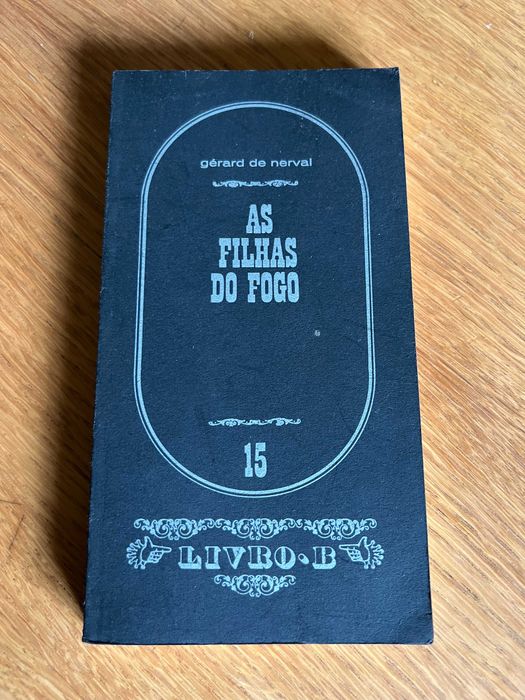 gérard de nerval
AS
FILHAS
DO FOGO
15
LIVRO·B